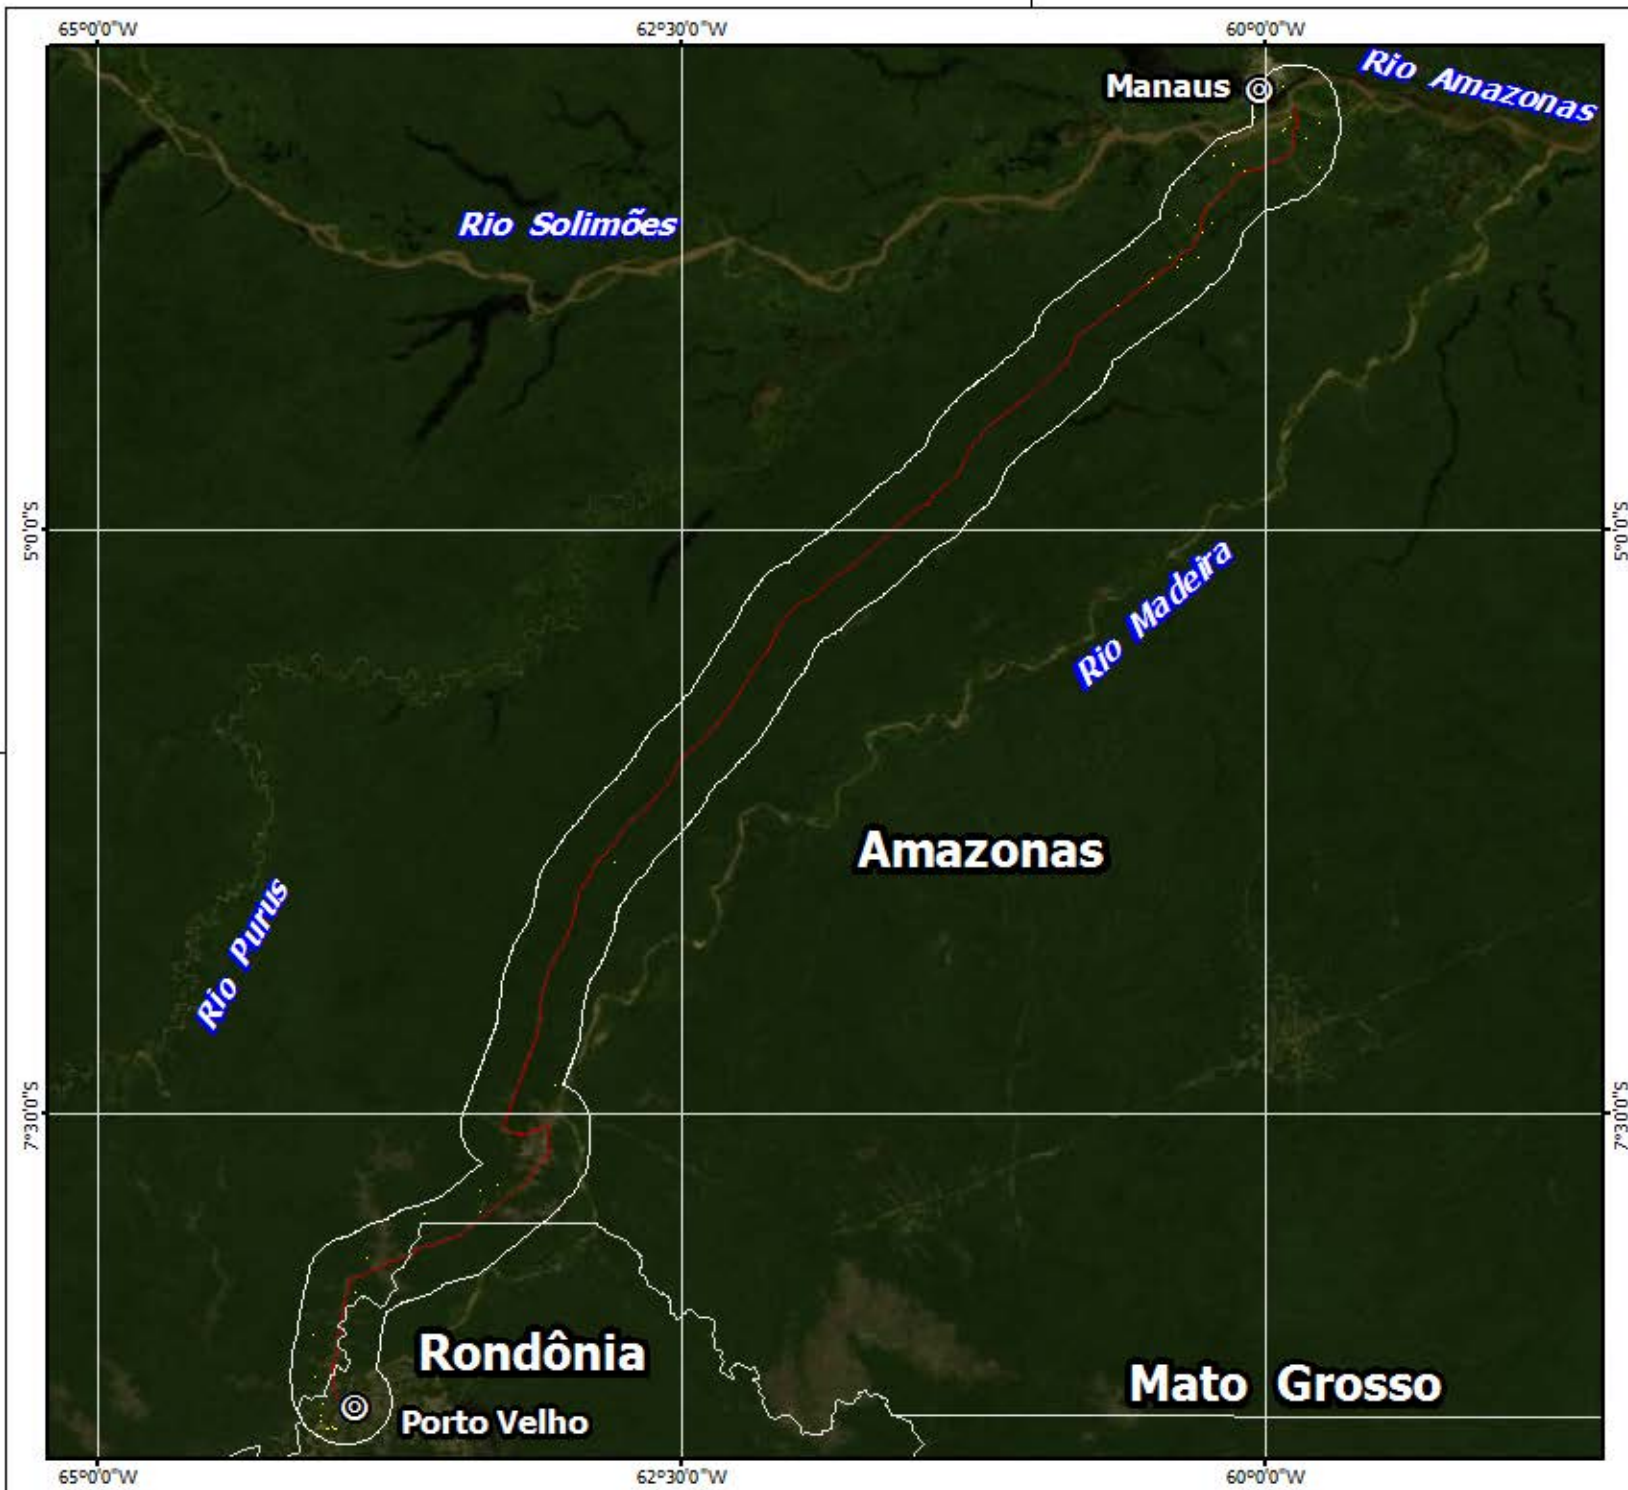 65°0'0"W
62°30'0"W
60°0'0"W
Manaus
Rio Amazonas
Rio Solimões
5°0'0"S
5°0'0"S
Rio Madeira
Amazonas
Rio Purus
7°30'0"S
7°30'0"S
Rondônia
Mato Grosso
Porto Velho
65°0'0"W
62°30'0"W
60°0'0"W